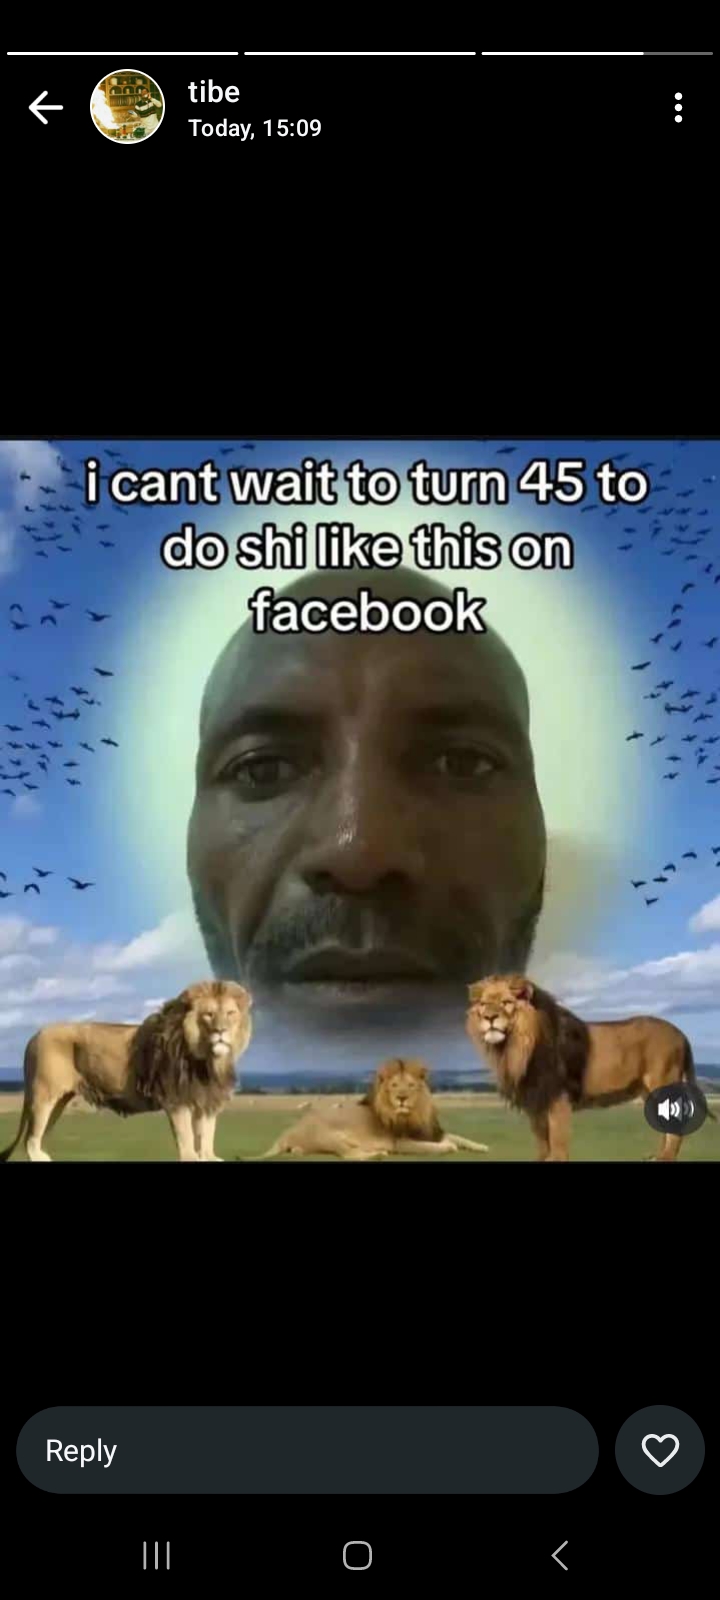 tibe
Today, 15:09
i cant wait to turn 45 to
do shi like this on
facebook
Reply